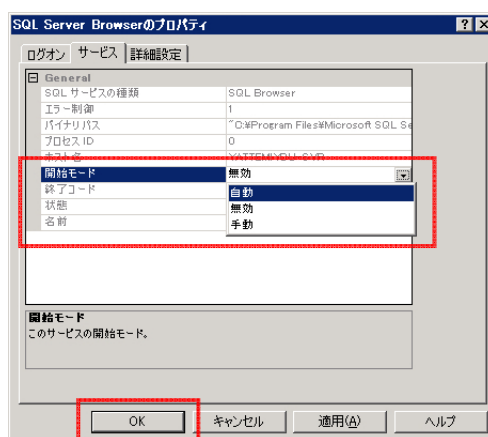 SQL Server Browserのプロパティ
ログオン サービス 詳細設定
General
SQL サービスの種類 SQL Browser
エラー制御 1
バイナリ パス "C:¥Program Files¥Microsoft SQL Se
プロセス ID 0
ホスト名
開始モード 無効
終了コード 自動
状態 無効
名前 手動
開始モード
このサービスの開始モード。
OK キャンセル 適用(A) ヘルプ